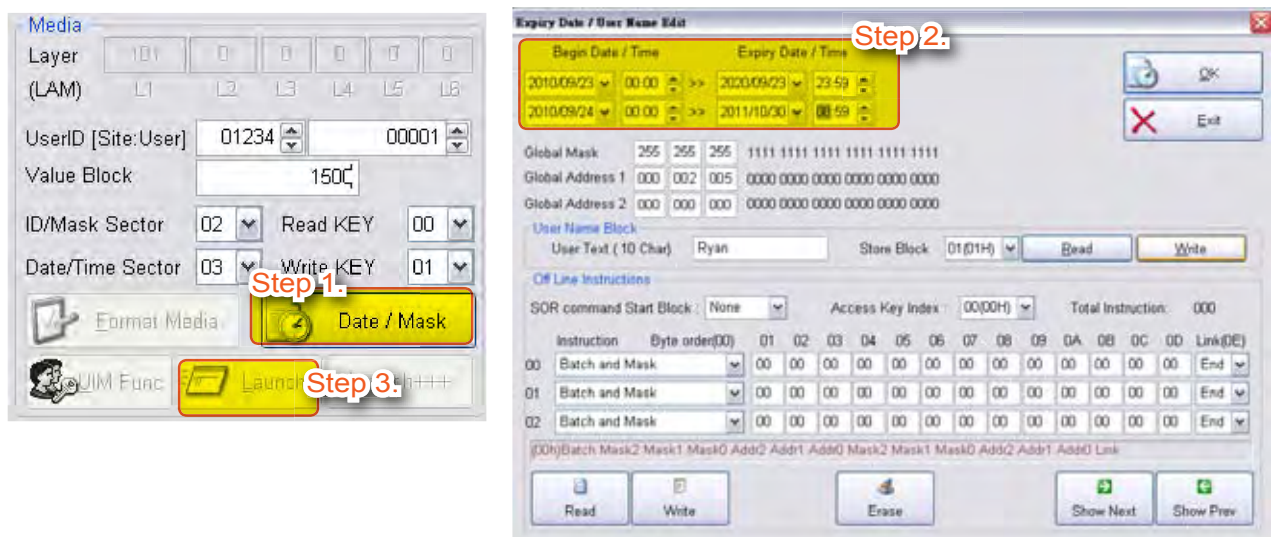 Media
Layer 101 0 0 0 0 0
(LAM) L1 L2 L3 L4 L5 L6
UserID [Site:User] 01234 00001
Value Block 1500
ID/Mask Sector 02 Read KEY 00
Date/Time Sector 03 Write KEY 01
Step 1.
Format Media Date / Mask
UIM Func Launch Step 3. h+++
Expiry Date / User Name Edit
Step 2.
Begin Date / Time Expiry Date / Time
2010/09/23 00:00 >> 2020/09/23 23:59
2010/09/24 00:00 >> 2011/10/30 :59
OK
Exit
Global Mask 255 255 255 1111 1111 1111 1111 1111 1111
Global Address 1 000 002 005 0000 0000 0000 0000 0000 0000
Global Address 2 000 000 000 0000 0000 0000 0000 0000 0000
User Name Block
User Text ( 10 Char) Ryan Store Block 01(01H) Read Write
Off Line Instructions
SOR command Start Block : None Access Key Index : 00(00H) Total Instruction: 000
Instruction Byte order(00) 01 02 03 04 05 06 07 08 09 0A 0B 0C 0D Link(0E)
00 Batch and Mask 00 00 00 00 00 00 00 00 00 00 00 00 00 End
01 Batch and Mask 00 00 00 00 00 00 00 00 00 00 00 00 00 End
02 Batch and Mask 00 00 00 00 00 00 00 00 00 00 00 00 00 End
(00h)Batch Mask2 Mask1 Mask0 Addr2 Addr1 Addr0 Mask2 Mask1 Mask0 Addr2 Addr1 Addr0 Link
Read Write Erase Show Next Show Prev